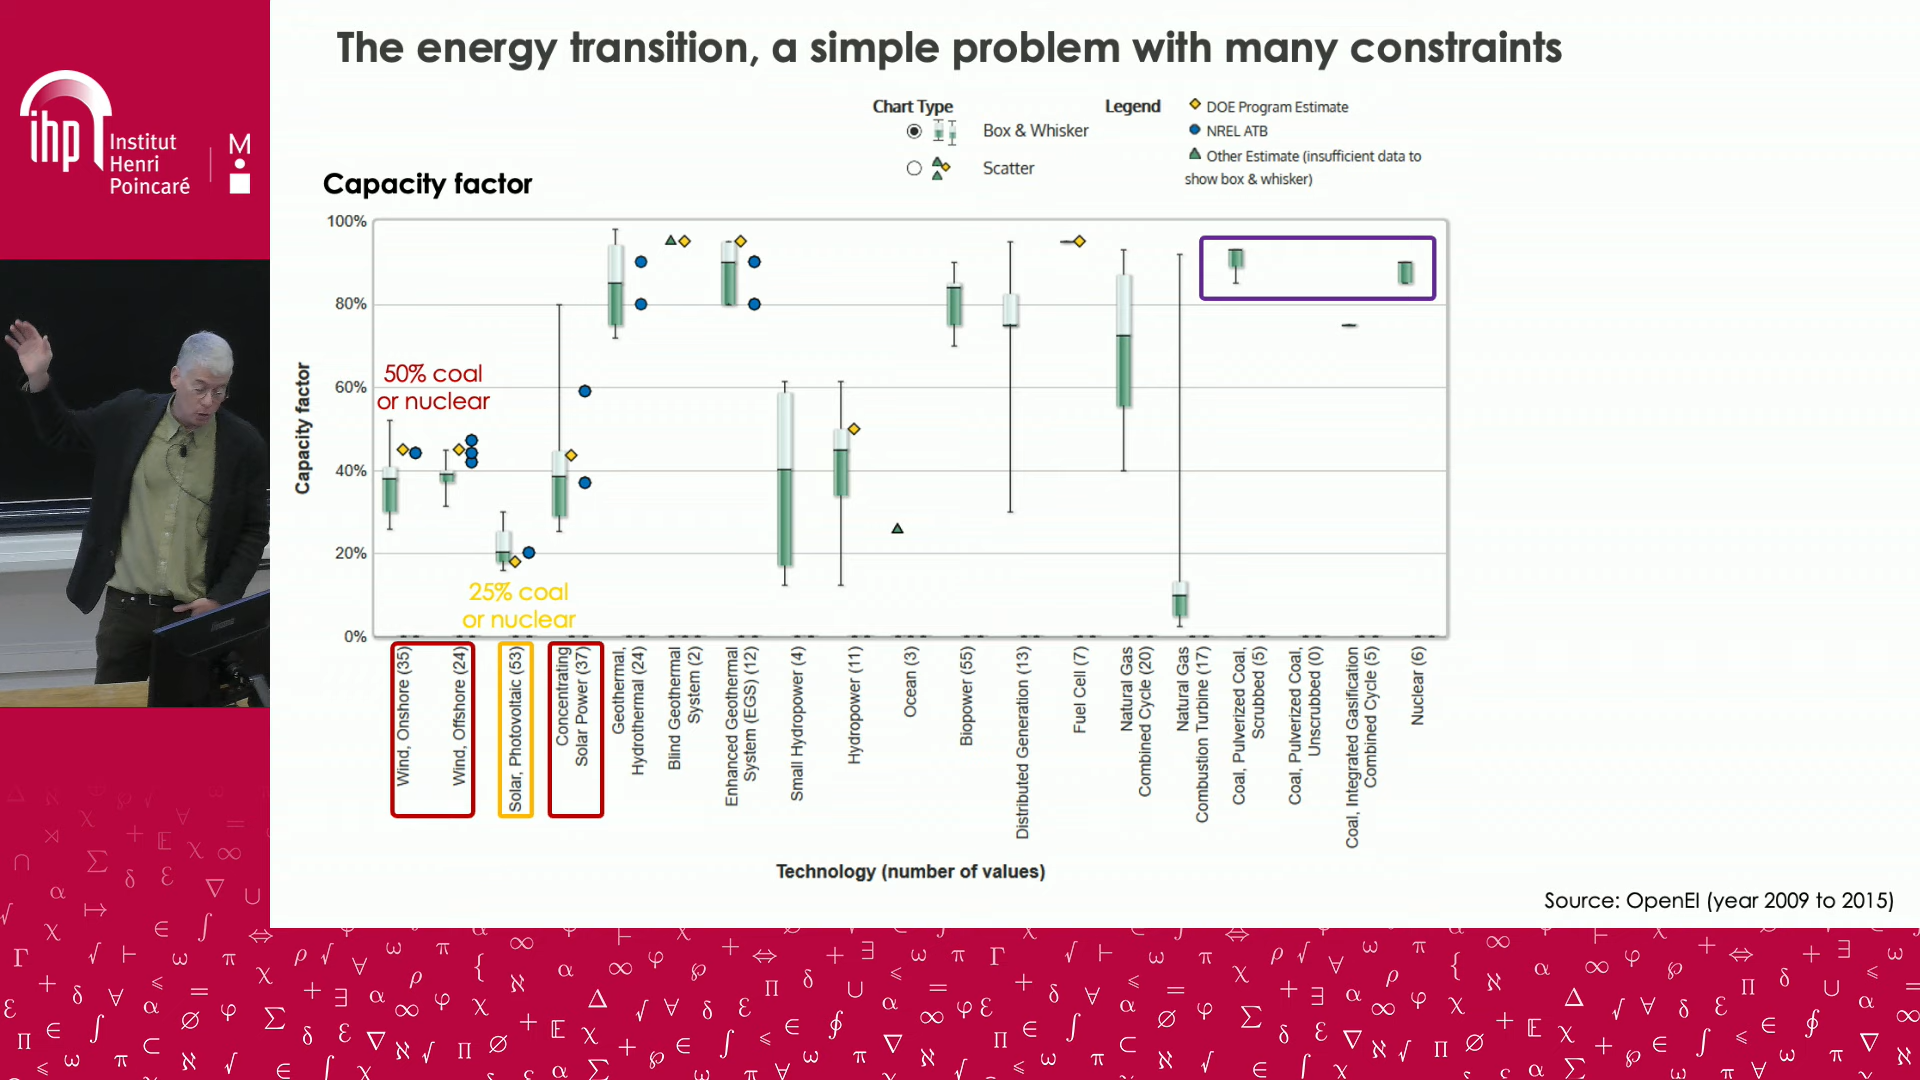 The energy transition, a simple problem with many constraints
ihp
Institut
Henri
Poincaré
M
Chart Type
Box & Whisker
Scatter
Legend
DOE Program Estimate
NREL ATB
Other Estimate (insufficient data to
show box & whisker)
Capacity factor
100%
80%
60%
40%
20%
0%
Capacity factor
50% coal
or nuclear
25% coal
or nuclear
Wind, Onshore (35)
Wind, Offshore (24)
Solar, Photovoltaic (53)
Concentrating
Solar Power (37)
Geothermal,
Hydrothermal (24)
Blind Geothermal
System (2)
Enhanced Geothermal
System (EGS) (12)
Small Hydropower (4)
Hydropower (11)
Ocean (3)
Biopower (55)
Distributed Generation (13)
Fuel Cell (7)
Natural Gas
Combined Cycle (20)
Natural Gas
Combustion Turbine (17)
Coal, Pulverized Coal,
Scrubbed (5)
Coal, Pulverized Coal,
Unscrubbed (0)
Coal, Integrated Gasification
Combined Cycle (5)
Nuclear (6)
Technology (number of values)
Source: OpenEI (year 2009 to 2015)